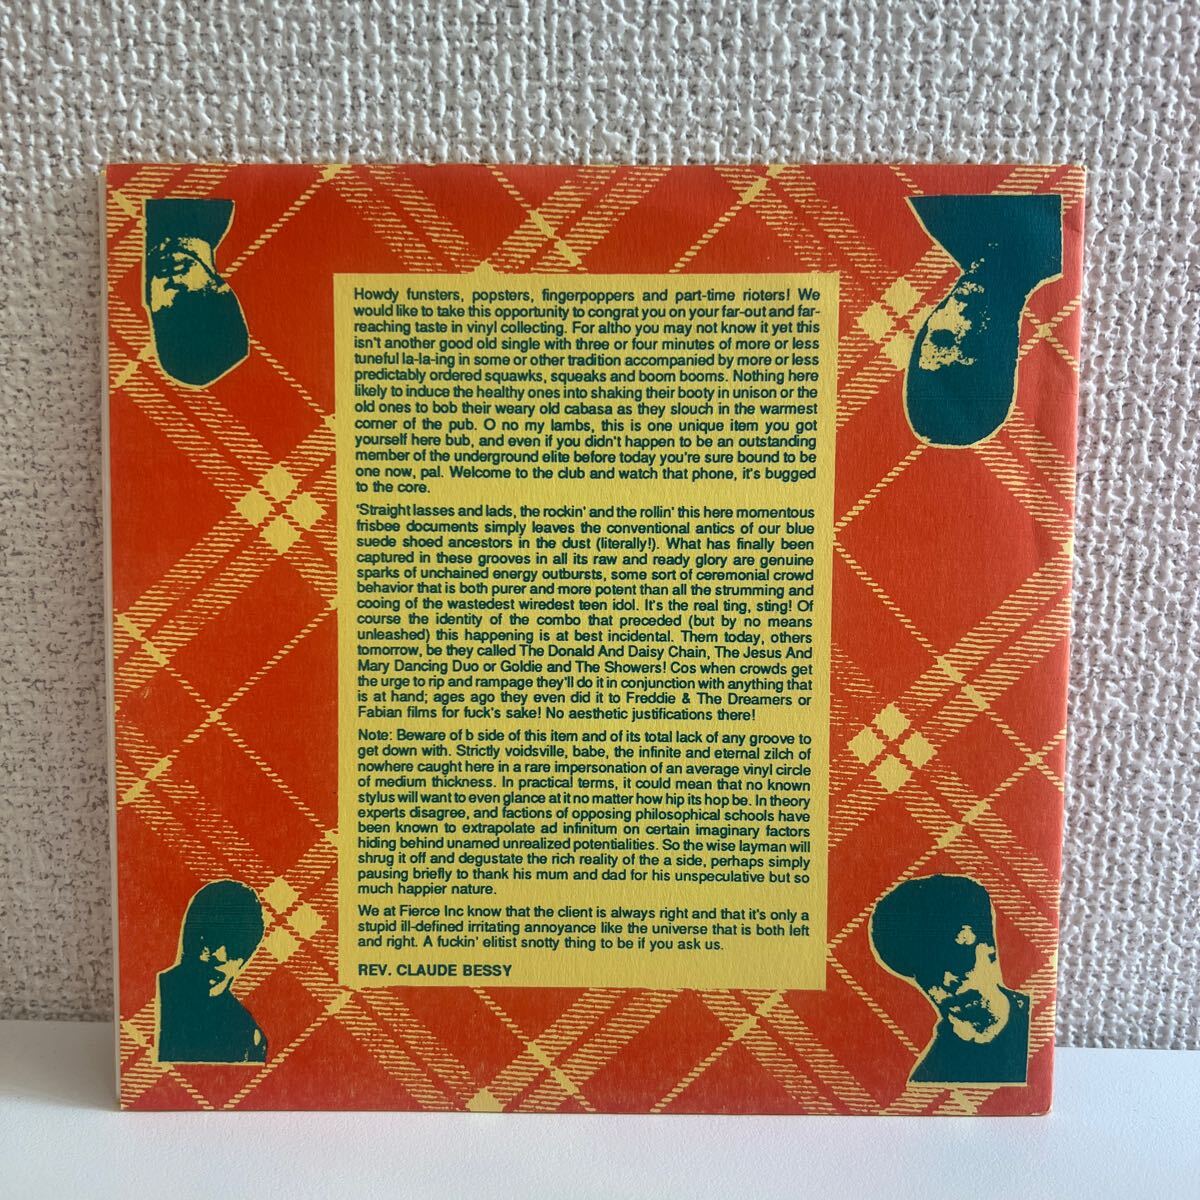 Howdy funsters, popsters, fingerpoppers and part-time rioters! We
would like to take this opportunity to congrat you on your far-out and far-
reaching taste in vinyl collecting. For altho you may not know it yet this
isn't another good old single with three or four minutes of more or less
tuneful la-la-ing in some or other tradition accompanied by more or less
predictably ordered squawks, squeaks and boom booms. Nothing here
likely to induce the healthy ones into shaking their booty in unison or the
old ones to bob their weary old cabasa as they slouch in the warmest
corner of the pub. O no my lambs, this is one unique item you got
yourself here bub, and even if you didn't happen to be an outstanding
member of the underground elite before today you're sure bound to be
one now, pal. Welcome to the club and watch that phone, it's bugged
to the core.
'Straight lasses and lads, the rockin' and the rollin' this here momentous
frisbee documents simply leaves the conventional antics of our blue
suede shoed ancestors in the dust (literally!). What has finally been
captured in these grooves in all its raw and ready glory are genuine
sparks of unchained energy outbursts, some sort of ceremonial crowd
behavior that is both purer and more potent than all the strumming and
cooing of the wastedest wiredest teen idol. It's the real ting, sting! Of
course the identity of the combo that preceded (but by no means
unleashed) this happening is at best incidental. Them today, others
tomorrow, be they called The Donald And Daisy Chain, The Jesus And
Mary Dancing Duo or Goldie and The Showers! Cos when crowds get
the urge to rip and rampage they'll do it in conjunction with anything that
is at hand; ages ago they even did it to Freddie & The Dreamers or
Fabian films for fuck's sake! No aesthetic justifications there!
Note: Beware of b side of this item and of its total lack of any groove to
get down with. Strictly voidsville, babe, the infinite and eternal zilch of
nowhere caught here in a rare impersonation of an average vinyl circle
of medium thickness. In practical terms, it could mean that no known
stylus will want to even glance at it no matter how hip its hop be. In theory
experts disagree, and factions of opposing philosophical schools have
been known to extrapolate ad infinitum on certain imaginary factors
hiding behind unamed unrealized potentialities. So the wise layman will
shrug it off and degustate the rich reality of the a side, perhaps simply
pausing briefly to thank his mum and dad for his unspeculative but so
much happier nature.
We at Fierce Inc know that the client is always right and that it's only a
stupid ill-defined irritating annoyance like the universe that is both left
and right. A fuckin' elitist snotty thing to be if you ask us.
REV. CLAUDE BESSY